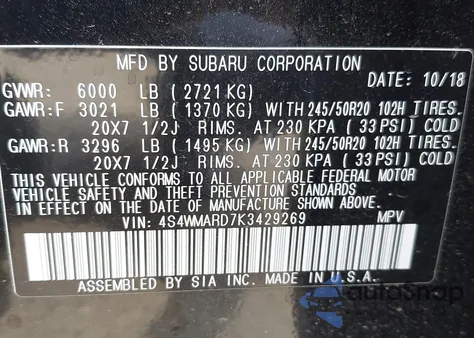 MFD BY SUBARU CORPORATION
DATE: 10/18
GVWR: 6000 LB (2721 KG)
GAWR:F 3021 LB (1370 KG) WITH 245/50R20 102H TIRES.
20X7 1/2J RIMS. AT 230 KPA (33 PSI) COLD
GAWR:R 3296 LB (1495 KG) WITH 245/50R20 102H TIRES.
20X7 1/2J RIMS. AT 230 KPA (33 PSI) COLD
THIS VEHICLE CONFORMS TO ALL APPLICABLE FEDERAL MOTOR
VEHICLE SAFETY AND THEFT PREVENTION STANDARDS
IN EFFECT ON THE DATE OF MANUFACTURE SHOWN ABOVE.
VIN: 4S4WMARD7K3429269 MPV
ASSEMBLED BY SIA INC. IN U.S.A.
autoSnap